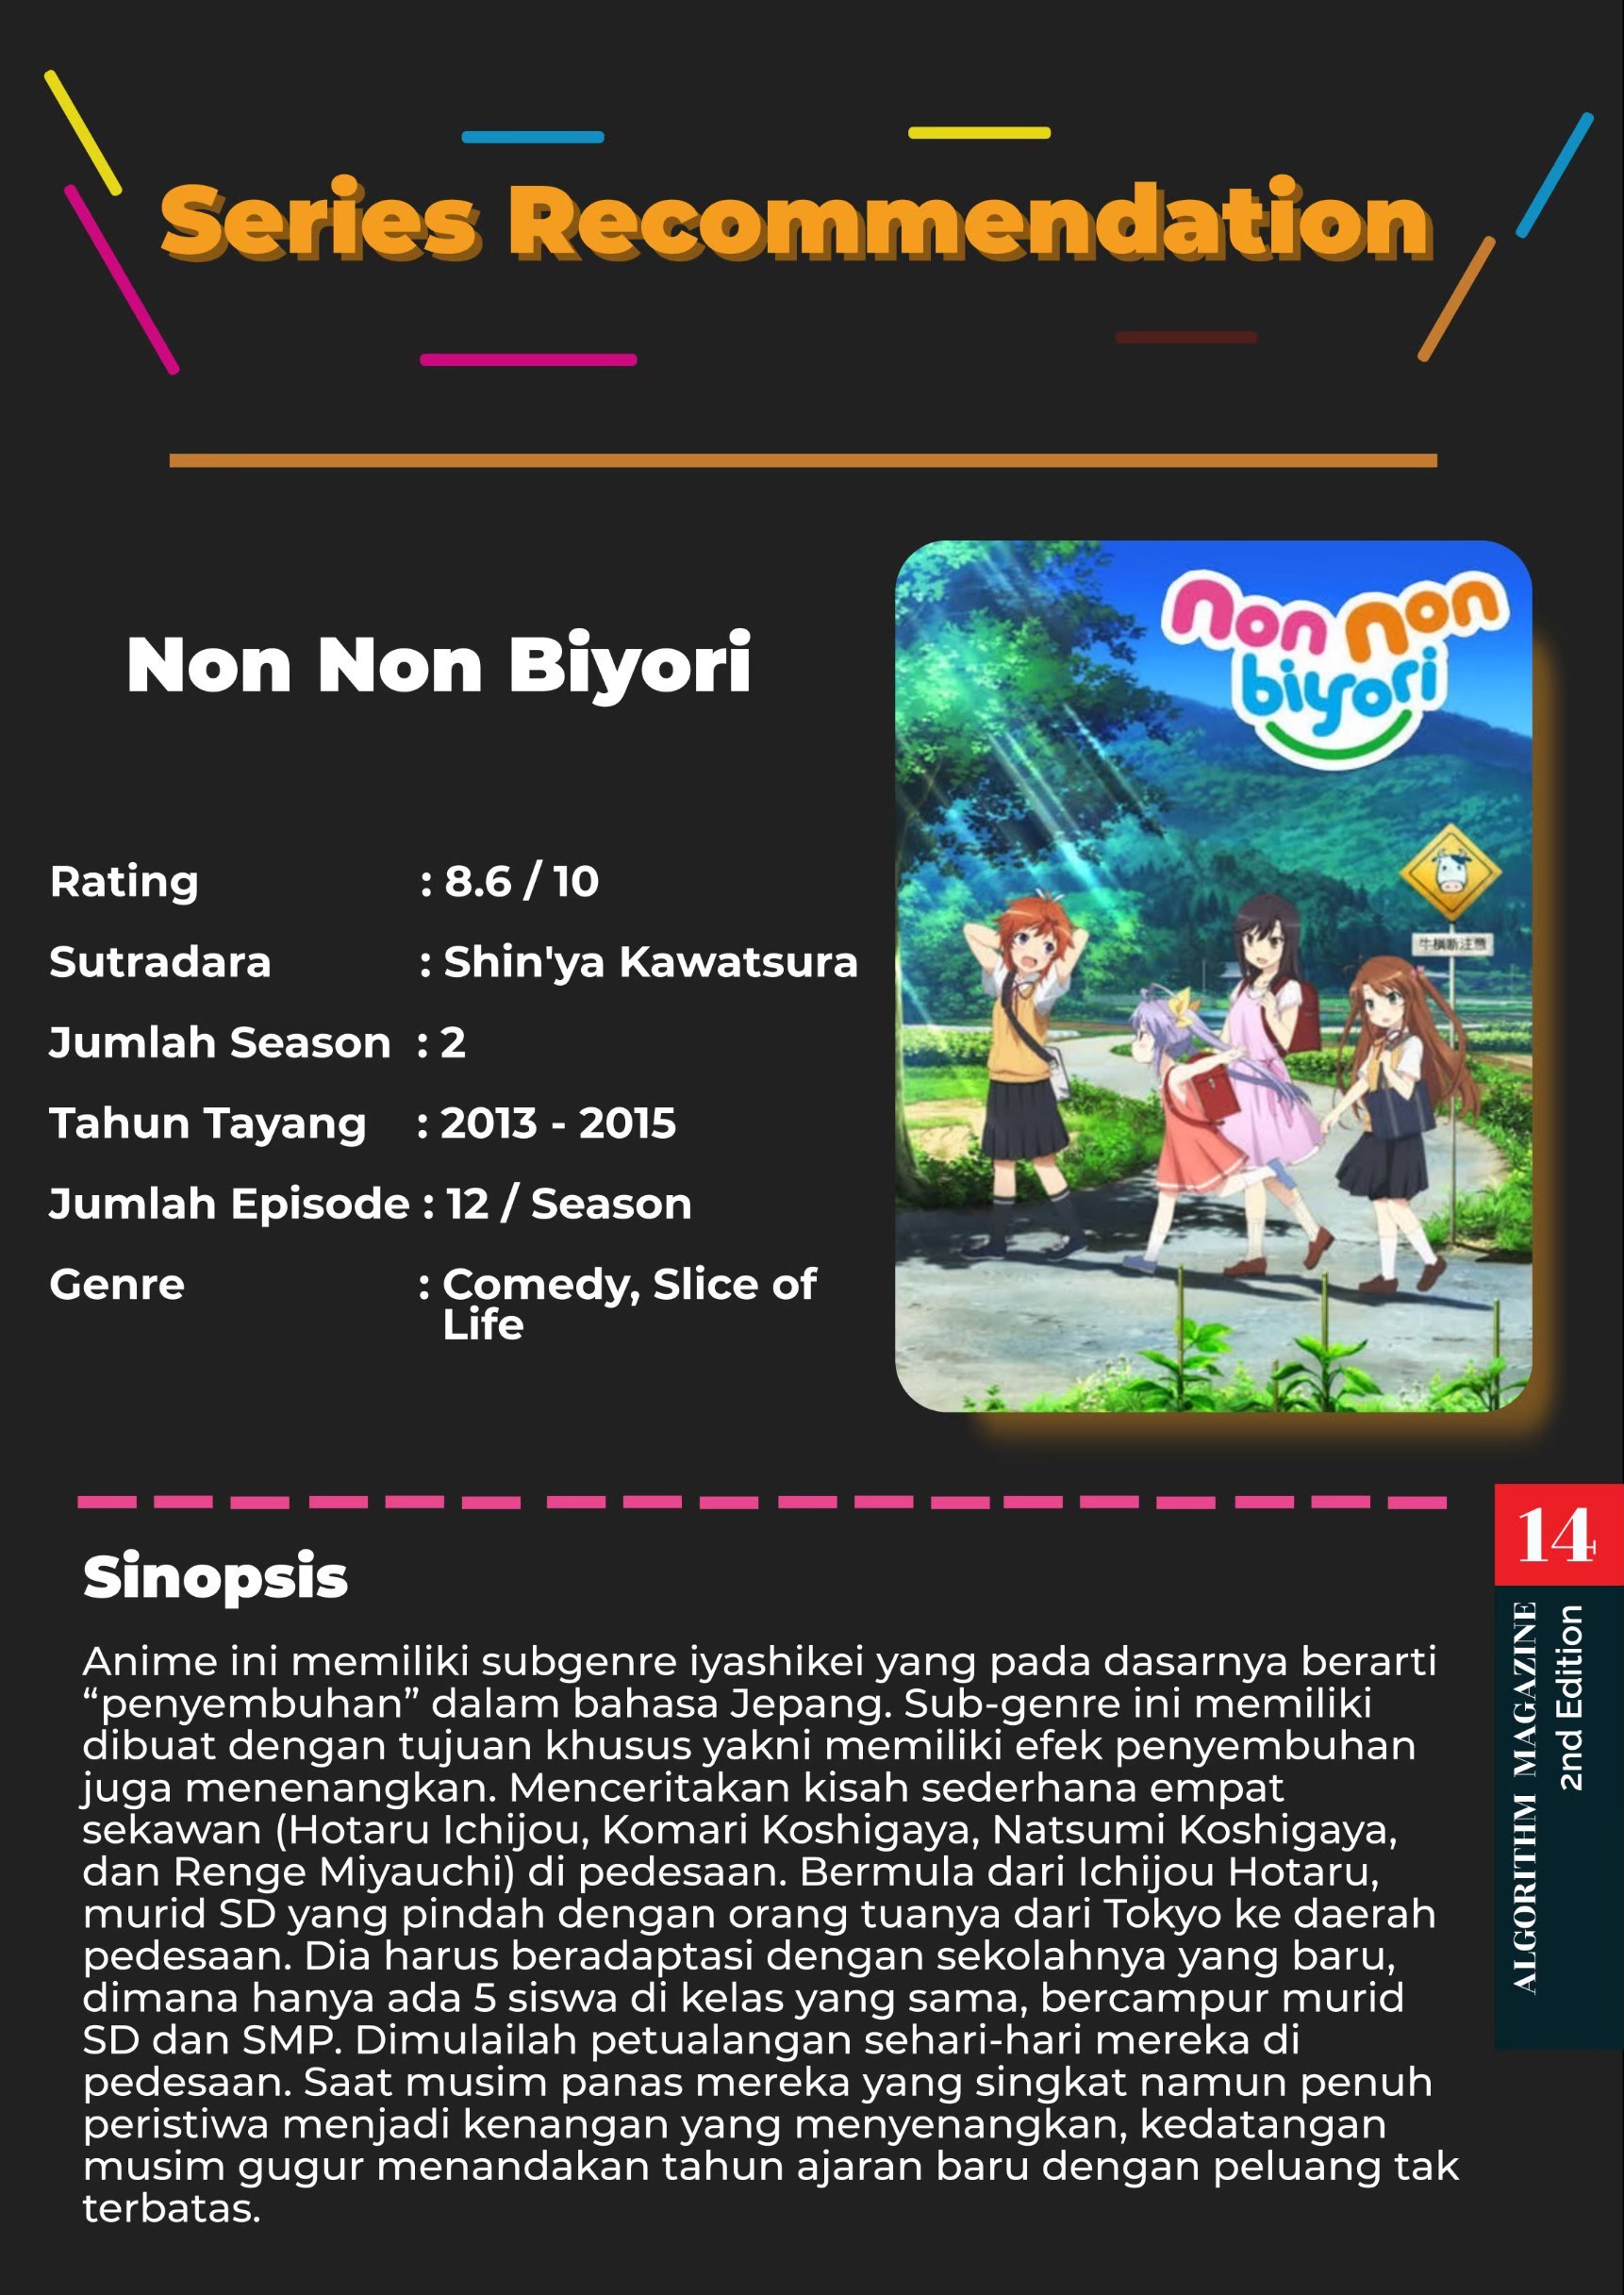 Series Recommendation
Non Non Biyori
non non
biyori
牛横断注意
Rating : 8.6 / 10
Sutradara : Shin'ya Kawatsura
Jumlah Season : 2
Tahun Tayang : 2013 - 2015
Jumlah Episode : 12 / Season
Genre : Comedy, Slice of
Life
Sinopsis
Anime ini memiliki subgenre iyashikei yang pada dasarnya berarti
“penyembuhan” dalam bahasa Jepang. Sub-genre ini memiliki
dibuat dengan tujuan khusus yakni memiliki efek penyembuhan
juga menenangkan. Menceritakan kisah sederhana empat
sekawan (Hotaru Ichijou, Komari Koshigaya, Natsumi Koshigaya,
dan Renge Miyauchi) di pedesaan. Bermula dari Ichijou Hotaru,
murid SD yang pindah dengan orang tuanya dari Tokyo ke daerah
pedesaan. Dia harus beradaptasi dengan sekolahnya yang baru,
dimana hanya ada 5 siswa di kelas yang sama, bercampur murid
SD dan SMP. Dimulailah petualangan sehari-hari mereka di
pedesaan. Saat musim panas mereka yang singkat namun penuh
peristiwa menjadi kenangan yang menyenangkan, kedatangan
musim gugur menandakan tahun ajaran baru dengan peluang tak
terbatas.
14
ALGORITHM MAGAZINE
2nd Edition